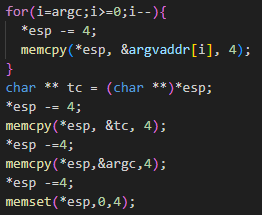 for(i=argc;i>=0;i--){
*esp -= 4;
memcpy(*esp, &argvaddr[i], 4);
}
char ** tc = (char **)*esp;
*esp -= 4;
memcpy(*esp, &tc, 4);
*esp -=4;
memcpy(*esp,&argc,4);
*esp -=4;
memset(*esp,0,4);